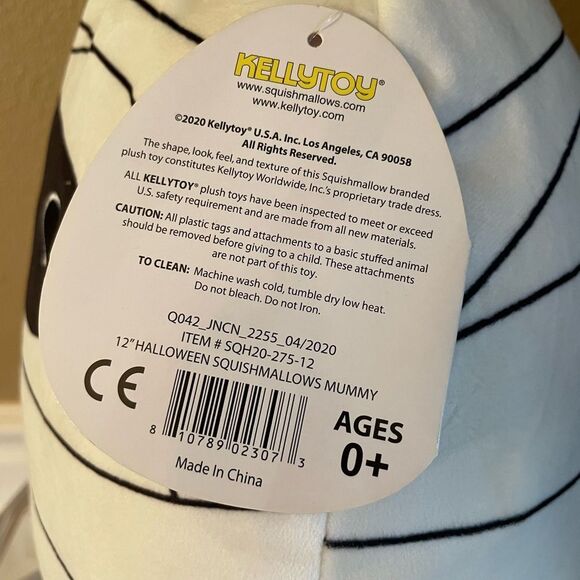 KELLYTOY®
www.squishmallows.com
www.kellytoy.com
©2020 Kellytoy® U.S.A. Inc. Los Angeles, CA 90058
All Rights Reserved.
The shape, look, feel, and texture of this Squishmallow branded
plush toy constitutes Kellytoy Worldwide, Inc.'s proprietary trade dress.
ALL KELLYTOY® plush toys have been inspected to meet or exceed
U.S. safety requirement and are made from all new materials.
CAUTION: All plastic tags and attachments to a basic stuffed animal
should be removed before giving to a child. These attachments
are not part of this toy.
TO CLEAN: Machine wash cold, tumble dry low heat.
Do not bleach. Do not Iron.
Q042_JNCN_2255_04/2020
ITEM # SQH20-275-12
12" HALLOWEEN SQUISHMALLOWS MUMMY
CE
8 10789 02307 3
AGES
0+
Made in China